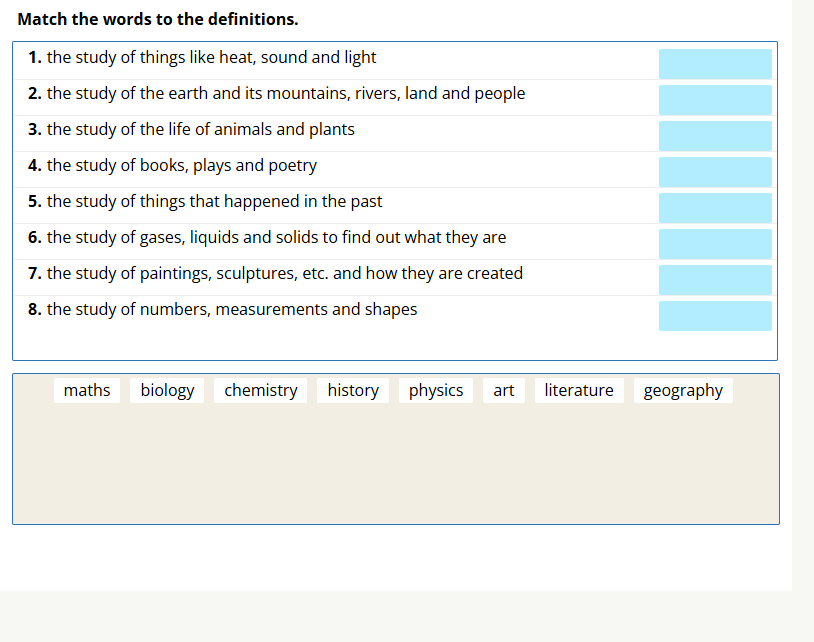 Match the words to the definitions.
1. the study of things like heat, sound and light
2. the study of the earth and its mountains, rivers, land and people
3. the study of the life of animals and plants
4. the study of books, plays and poetry
5. the study of things that happened in the past
6. the study of gases, liquids and solids to find out what they are
7. the study of paintings, sculptures, etc. and how they are created
8. the study of numbers, measurements and shapes
maths biology chemistry history physics art literature geography